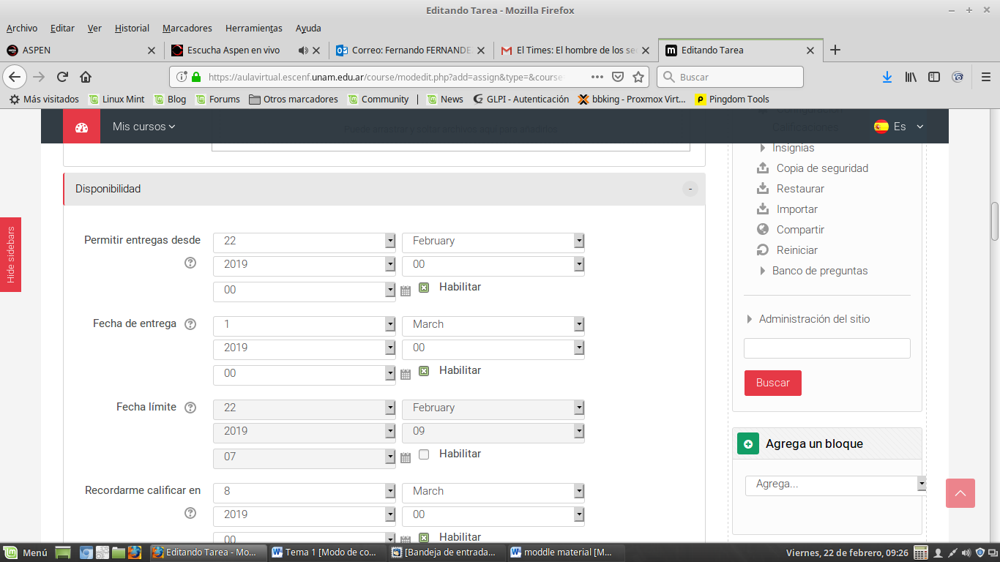 Editando Tarea - Mozilla Firefox
Archivo Editar Ver Historial Marcadores Herramientas Ayuda
ASPEN
Escucha Aspen en vivo
Correo: Fernando FERNANDE
El Times: El hombre de los se
Editando Tarea
https://aulavirtual.escenf.unam.edu.ar/course/modedit.php?add=assign&type=&course
Buscar
Más visitados Linux Mint Blog Forums Otros marcadores Community | News GLPI - Autenticación bbking - Proxmox Virt... Pingdom Tools
Mis cursos
Es
Puede arrastrar y soltar archivos aquí para añadirlos
Calificaciones
Insignias
Copia de seguridad
Restaurar
Importar
Compartir
Reiniciar
Banco de preguntas
Administración del sitio
Buscar
Agrega un bloque
Agrega...
Hide sidebars
Disponibilidad
-
Permitir entregas desde
22 February
2019 00
00 Habilitar
Fecha de entrega
1 March
2019 00
00 Habilitar
Fecha límite
22 February
2019 09
07 Habilitar
Recordarme calificar en
8 March
2019 00
00 Habilitar
Menú
Editando Tarea - Mo...
Tema 1 [Modo de co...
[Bandeja de entrada...
moddle material [M...
Viernes, 22 de febrero, 09:26